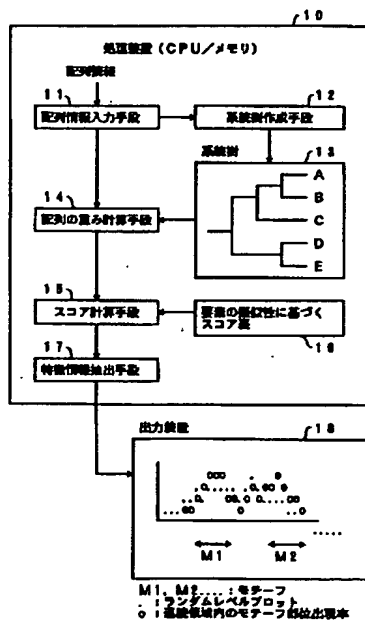 10
処理装置(CPU/メモリ)
配列情報
11
12
配列情報入力手段
系統樹作成手段
系統樹
13
A
B
C
D
E
14
配列の重み計算手段
15
スコア計算手段
要素の類似性に基づく
スコア表
16
17
特徴情報抽出手段
出力装置
18
M1
M2
M1, M2....:モチーフ
. :ランダムレベルプロット
o :連続領域内のモチーフ部位出現率